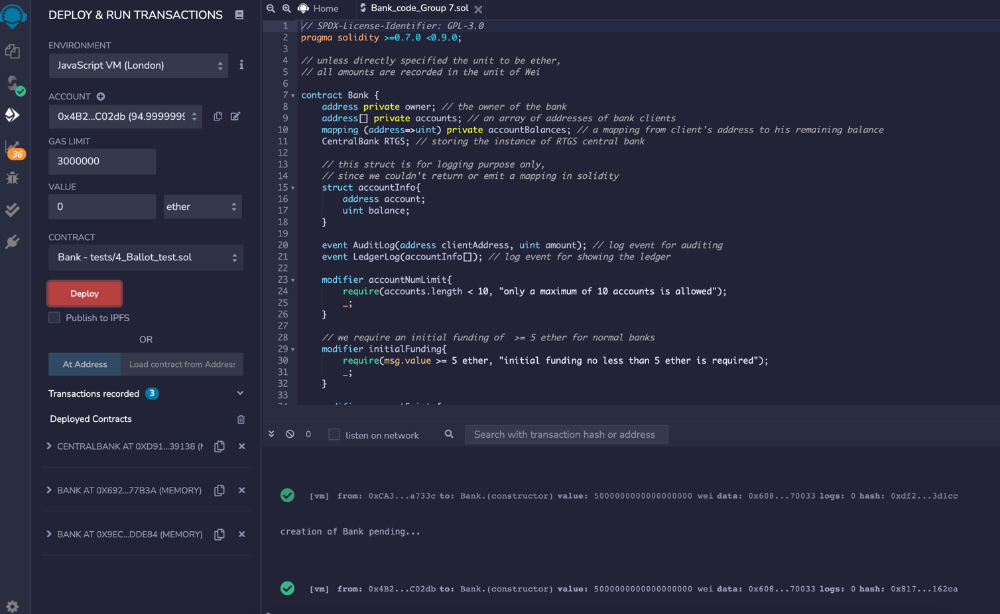 DEPLOY & RUN TRANSACTIONS
ENVIRONMENT
JavaScript VM (London)
ACCOUNT
0x4B2...C02db (94.9999999
GAS LIMIT
3000000
VALUE
0
ether
CONTRACT
Bank - tests/4_Ballot_test.sol
Deploy
Publish to IPFS
OR
At Address
Load contract from Address
Transactions recorded 3
Deployed Contracts
CENTRALBANK AT 0XD91...39138 (
BANK AT 0X692...77B3A (MEMORY)
BANK AT 0X9EC...DDE84 (MEMORY)
36
Home
Bank_code_Group 7.sol
1 // SPDX-License-Identifier: GPL-3.0
2 pragma solidity >=0.7.0 <0.9.0;
3
4 // unless directly specified the unit to be ether,
5 // all amounts are recorded in the unit of Wei
6
7 contract Bank {
8 address private owner; // the owner of the bank
9 address[] private accounts; // an array of addresses of bank clients
10 mapping (address=>uint) private accountBalances; // a mapping from client's address to his remaining balance
11 CentralBank RTGS; // storing the instance of RTGS central bank
12
13 // this struct is for logging purpose only,
14 // since we couldn't return or emit a mapping in solidity
15 struct accountInfo{
16 address account;
17 uint balance;
18 }
19
20 event AuditLog(address clientAddress, uint amount); // log event for auditing
21 event LedgerLog(accountInfo[]); // log event for showing the ledger
22
23 modifier accountNumLimit{
24 require(accounts.length < 10, "only a maximum of 10 accounts is allowed");
25 _;
26 }
27
28 // we require an initial funding of  >= 5 ether for normal banks
29 modifier initialFunding{
30 require(msg.value >= 5 ether, "initial funding no less than 5 ether is required");
31 _;
32 }
33
0
listen on network
Search with transaction hash or address
[vm] from: 0xCA3...a733c to: Bank.(constructor) value: 5000000000000000000 wei data: 0x608...70033 logs: 0 hash: 0xdf2...3d1cc
creation of Bank pending...
[vm] from: 0x4B2...C02db to: Bank.(constructor) value: 5000000000000000000 wei data: 0x608...70033 logs: 0 hash: 0x817...162ca